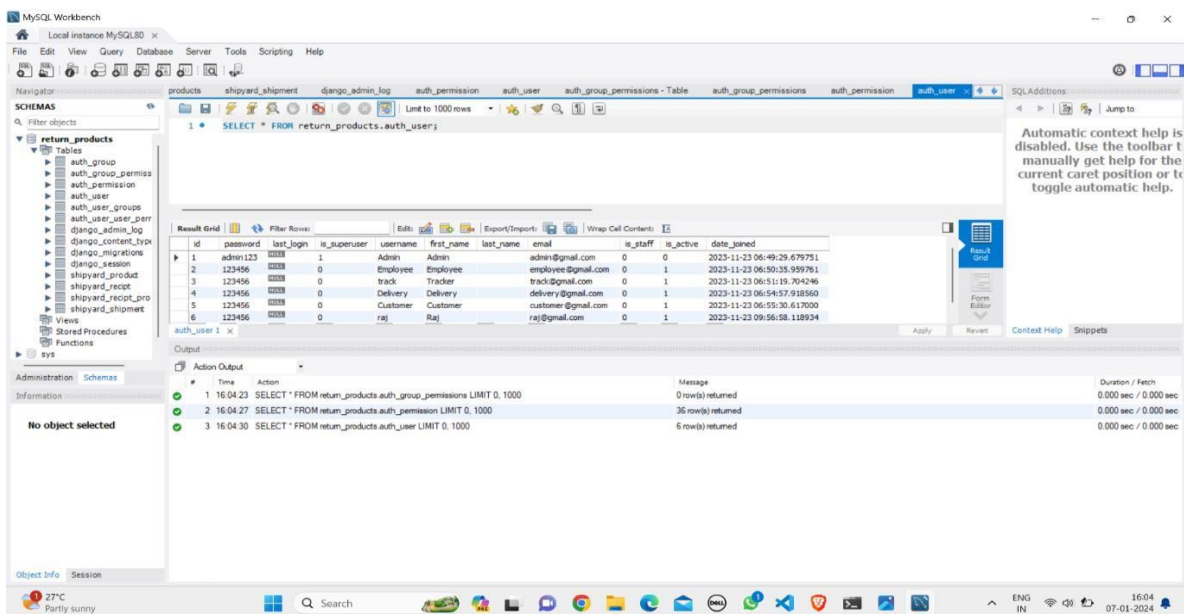 MySQL Workbench
Local instance MySQL80 ×
File Edit View Query Database Server Tools Scripting Help
Navigator
SCHEMAS
Filter objects
return_products
Tables
auth_group
auth_group_permiss
auth_permission
auth_user
auth_user_groups
auth_user_user_perr
django_admin_log
django_content_type
django_migrations
django_session
shipyard_product
shipyard_recipt
shipyard_recipt_pro
shipyard_shipment
Views
Stored Procedures
Functions
sys
Administration Schemas
Information
No object selected
Object Info Session
products shipyard_shipment django_admin_log auth_permission auth_user auth_group_permissions - Table auth_group_permissions auth_permission auth_user ×
Limit to 1000 rows
1 SELECT * FROM return_products.auth_user;
Result Grid Filter Rows: Edit: Export/Import: Wrap Cell Content:
id password last_login is_superuser username first_name last_name email is_staff is_active date_joined
1 admin123 NULL 1 Admin Admin admin@gmail.com 0 0 2023-11-23 06:49:29.679751
2 123456 NULL 0 Employee Employee employee@gmail.com 0 1 2023-11-23 06:50:35.959761
3 123456 NULL 0 track Tracker track@gmail.com 0 1 2023-11-23 06:51:19.704246
4 123456 NULL 0 Delivery Delivery delivery@gmail.com 0 1 2023-11-23 06:54:57.918560
5 123456 NULL 0 Customer Customer customer@gmail.com 0 1 2023-11-23 06:55:30.617000
6 123456 NULL 0 raj Raj raj@gmail.com 0 1 2023-11-23 09:56:58.118934
Result Grid
Form Editor
auth_user 1 × Apply Revert
Output
Action Output
# Time Action Message Duration / Fetch
1 16:04:23 SELECT * FROM return_products.auth_group_permissions LIMIT 0, 1000 0 row(s) returned 0.000 sec / 0.000 sec
2 16:04:27 SELECT * FROM return_products.auth_permission LIMIT 0, 1000 36 row(s) returned 0.000 sec / 0.000 sec
3 16:04:30 SELECT * FROM return_products.auth_user LIMIT 0, 1000 6 row(s) returned 0.000 sec / 0.000 sec
SQLAdditions
Jump to
Automatic context help is
disabled. Use the toolbar t
manually get help for the
current caret position or to
toggle automatic help.
Context Help Snippets
27°C
Partly sunny
Search
ENG
IN
16:04
07-01-2024